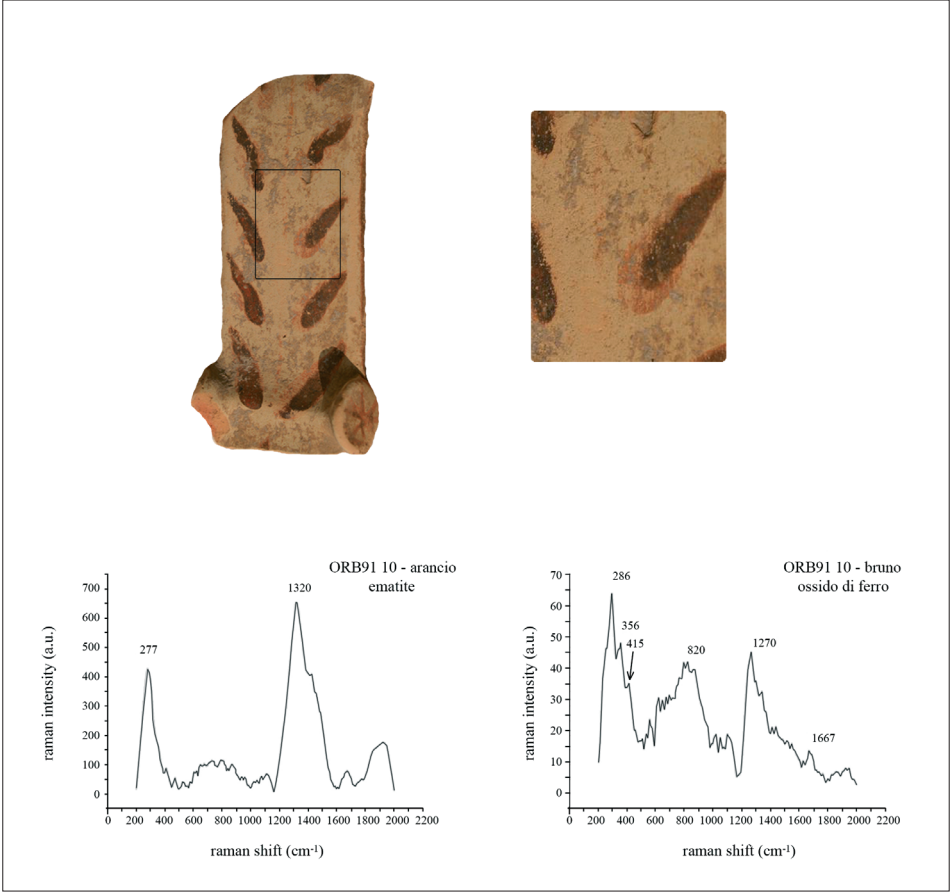 ORB91 10 - arancio
ematite
700
600
500
400
300
200
100
0
277
1320
raman intensity (a.u.)
0 200 400 600 800 1000 1200 1400 1600 1800 2000 2200
raman shift (cm-1)
ORB91 10 - bruno
ossido di ferro
70
60
50
40
30
20
10
0
286
356
415
820
1270
1667
raman intensity (a.u.)
0 200 400 600 800 1000 1200 1400 1600 1800 2000 2200
raman shift (cm-1)